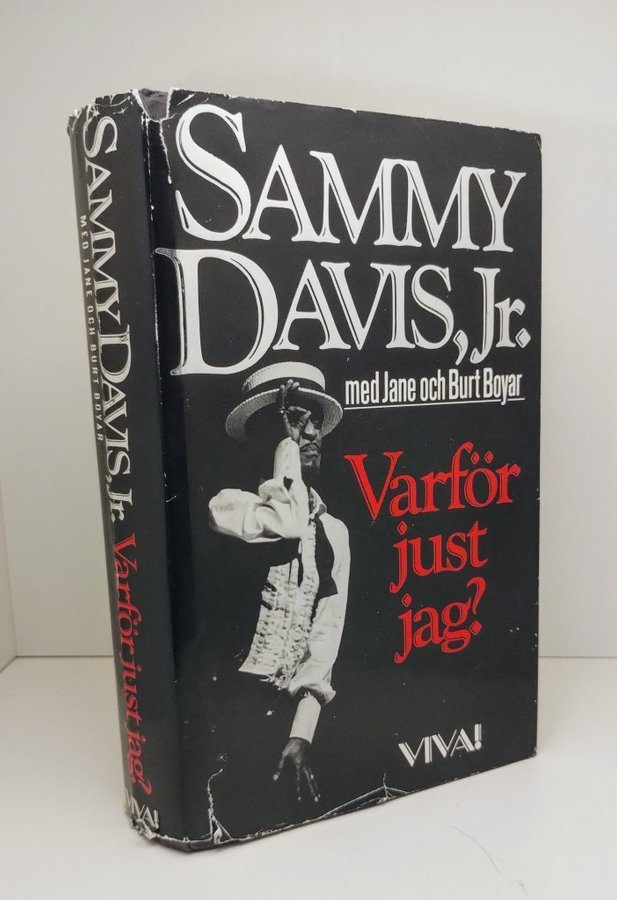 SAMMY
DAVIS, Jr.
med Jane och Burt Boyar
Varför
just
jag?
VIVA!
SAMMY DAVIS, Jr. Varför just jag?
MED JANE OCH BURT BOYAR
VIVA!